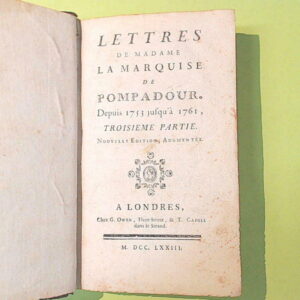 LETTRES
DE MADAME
LA MARQUISE
DE
POMPADOUR.
Depuis 1753 jusqu'à 1761,
TROISIEME PARTIE.
NOUVELLE EDITION, AUGMENTÉE.
A LONDRES,
Chez G. OWEN, Fleet-Street, & T. CADELL
dans le Strand.
M. DCC. LXXIII.